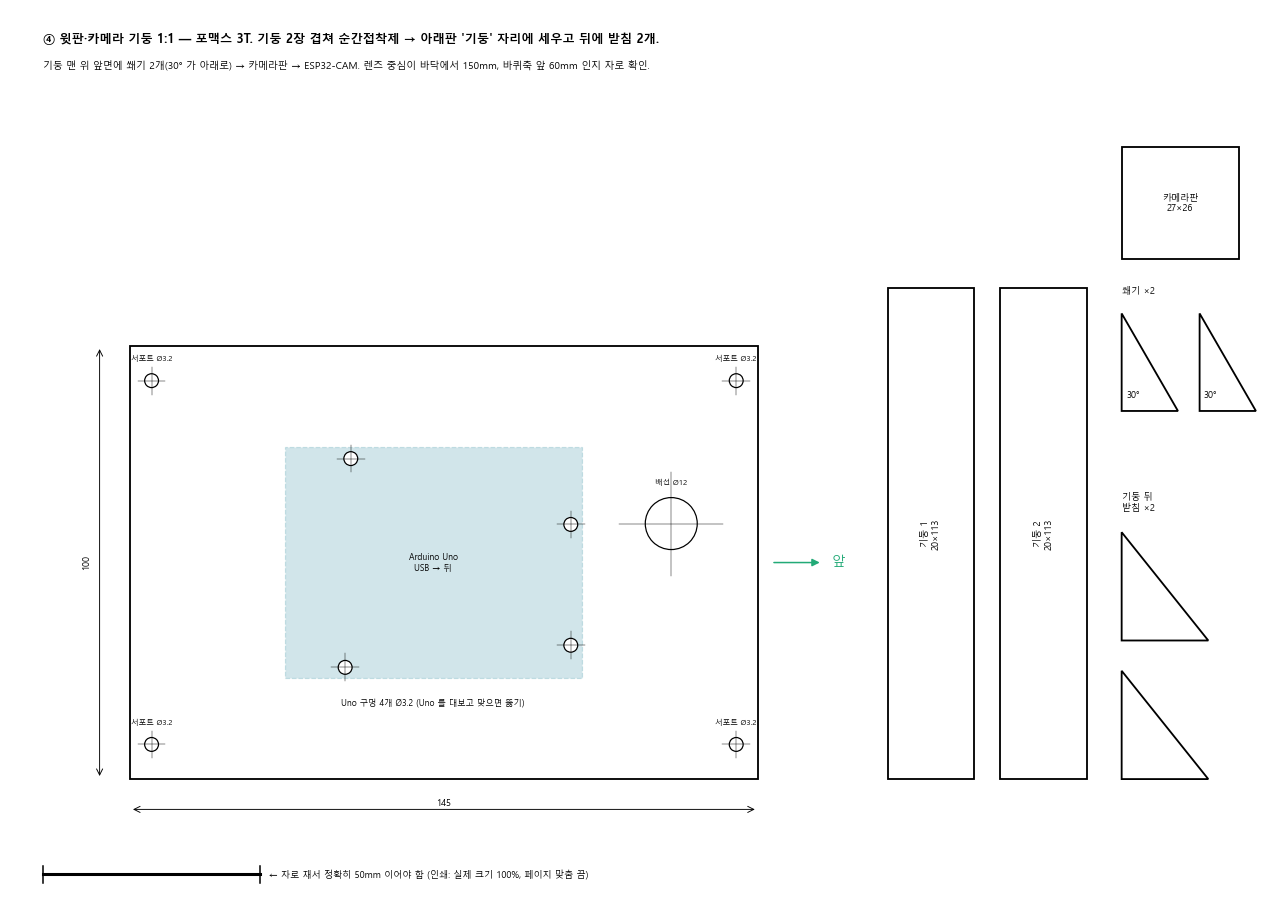 ④ 윗판·카메라 기둥 1:1 — 포맥스 3T. 기둥 2장 겹쳐 순간접착제 → 아래판 '기둥' 자리에 세우고 뒤에 받침 2개.
기둥 맨 위 앞면에 쐐기 2개(30° 가 아래로) → 카메라판 → ESP32-CAM. 렌즈 중심이 바닥에서 150mm, 바퀴축 앞 60mm 인지 자로 확인.
카메라판
27×26
쐐기 ×2
30°
30°
서포트 Ø3.2
서포트 Ø3.2
배선 Ø12
Arduino Uno
USB → 뒤
앞
100
기둥 1
20×113
기둥 2
20×113
기둥 뒤
받침 ×2
Uno 구멍 4개 Ø3.2 (Uno 를 대보고 맞으면 뚫기)
서포트 Ø3.2
서포트 Ø3.2
145
← 자로 재서 정확히 50mm 이어야 함 (인쇄: 실제 크기 100%, 페이지 맞춤 끔)